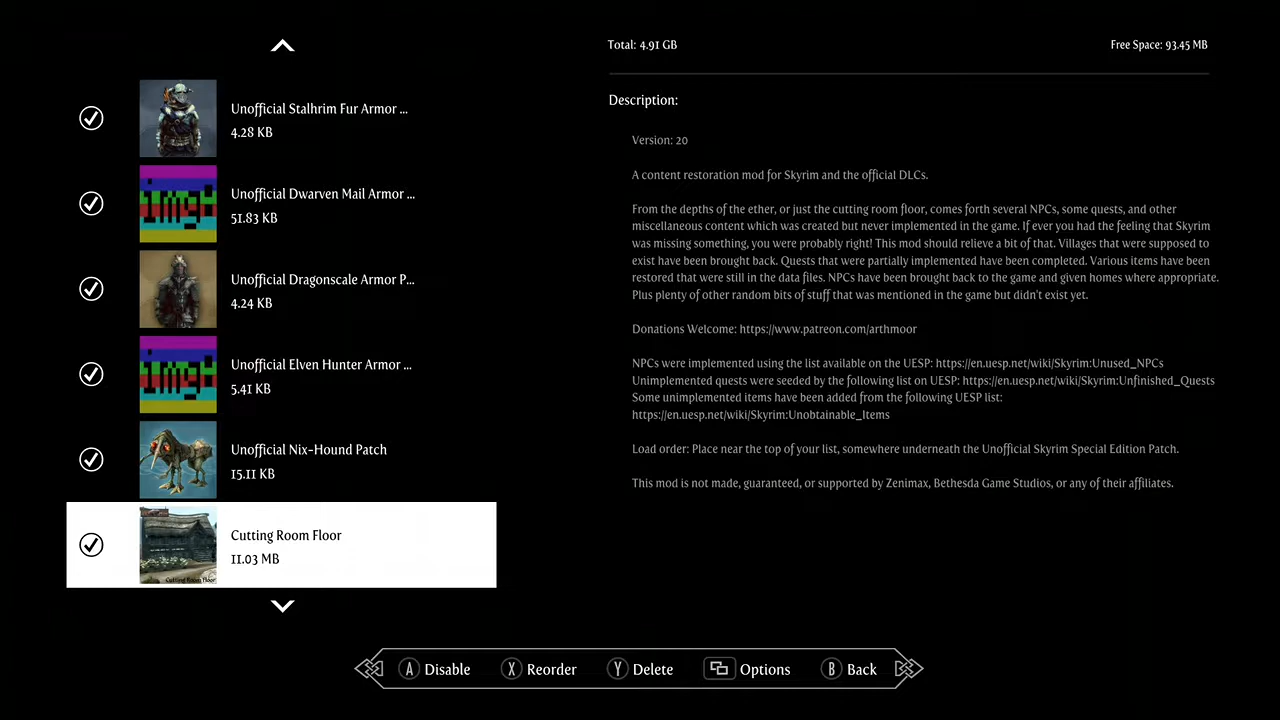 Total: 4.91 GB
Free Space: 93.45 MB
Unofficial Stalhrim Fur Armor ...
4.28 KB
Unofficial Dwarven Mail Armor ...
51.83 KB
Unofficial Dragonscale Armor P...
4.24 KB
Unofficial Elven Hunter Armor ...
5.41 KB
Unofficial Nix-Hound Patch
15.11 KB
Cutting Room Floor
Cutting Room Floor
11.03 MB
Description:
Version: 20
A content restoration mod for Skyrim and the official DLCs.
From the depths of the ether, or just the cutting room floor, comes forth several NPCs, some quests, and other
miscellaneous content which was created but never implemented in the game. If ever you had the feeling that Skyrim
was missing something, you were probably right! This mod should relieve a bit of that. Villages that were supposed to
exist have been brought back. Quests that were partially implemented have been completed. Various items have been
restored that were still in the data files. NPCs have been brought back to the game and given homes where appropriate.
Plus plenty of other random bits of stuff that was mentioned in the game but didn't exist yet.
Donations Welcome: https://www.patreon.com/arthmoor
NPCs were implemented using the list available on the UESP: https://en.uesp.net/wiki/Skyrim:Unused_NPCs
Unimplemented quests were seeded by the following list on UESP: https://en.uesp.net/wiki/Skyrim:Unfinished_Quests
Some unimplemented items have been added from the following UESP list:
https://en.uesp.net/wiki/Skyrim:Unobtainable_Items
Load order: Place near the top of your list, somewhere underneath the Unofficial Skyrim Special Edition Patch.
This mod is not made, guaranteed, or supported by Zenimax, Bethesda Game Studios, or any of their affiliates.
A Disable X Reorder Y Delete Options B Back